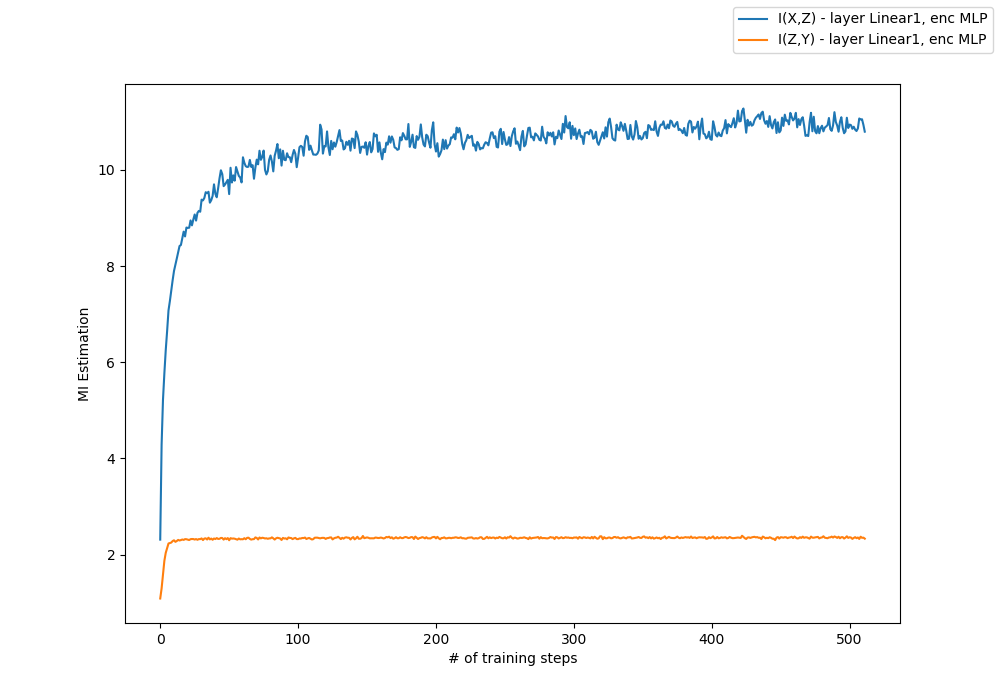 I(X,Z) - layer Linear1, enc MLP
I(Z,Y) - layer Linear1, enc MLP
10
8
6
4
2
MI Estimation
0 100 200 300 400 500
# of training steps